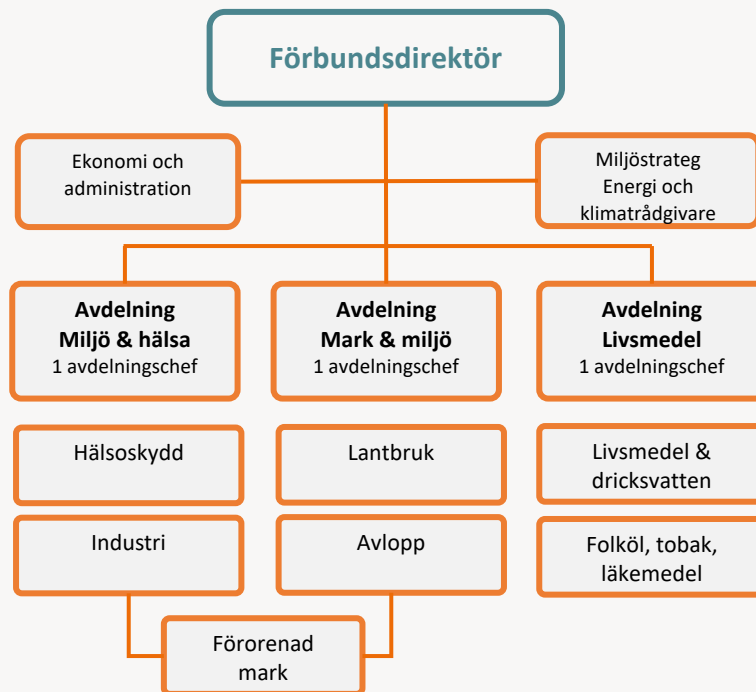 Förbundsdirektör
Ekonomi och
administration
Miljöstrateg
Energi och
klimatrådgivare
Avdelning
Miljö & hälsa
1 avdelningschef
Avdelning
Mark & miljö
1 avdelningschef
Avdelning
Livsmedel
1 avdelningschef
Hälsoskydd
Lantbruk
Livsmedel &
dricksvatten
Industri
Avlopp
Folköl, tobak,
läkemedel
Förorenad
mark